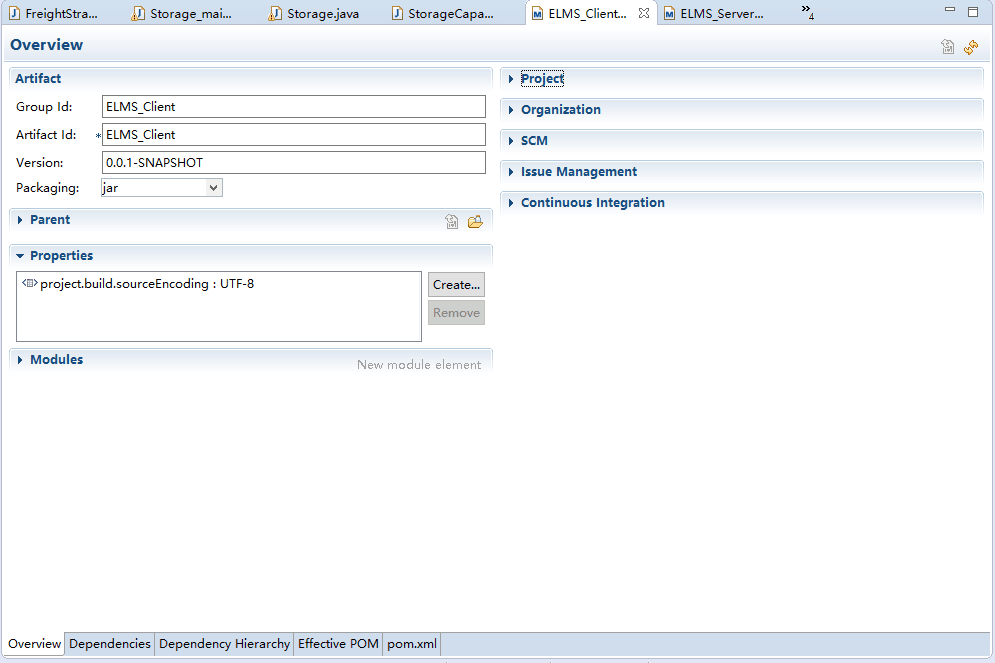 FreightStra... Storage_mai... Storage.java StorageCapa... ELMS_Client... ELMS_Server... »4
Overview
Artifact
Group Id: ELMS_Client
Artifact Id: * ELMS_Client
Version: 0.0.1-SNAPSHOT
Packaging: jar
Parent
Properties
project.build.sourceEncoding : UTF-8
Create...
Remove
Modules
New module element
Project
Organization
SCM
Issue Management
Continuous Integration
Overview Dependencies Dependency Hierarchy Effective POM pom.xml